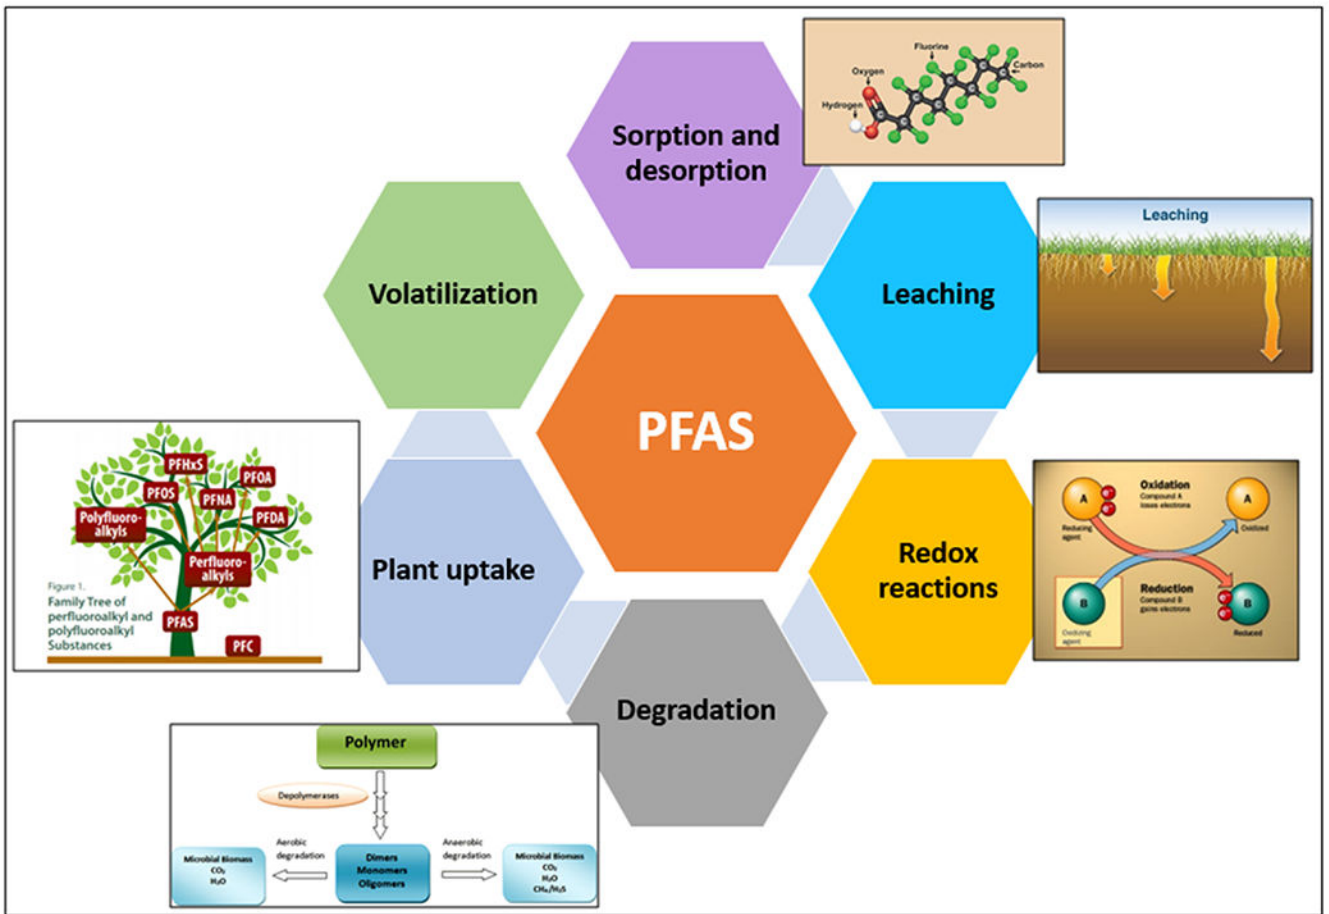 Sorption and
desorption
Fluorine
Carbon
Oxygen
Hydrogen
C
C
C
C
C
C
C
C
Volatilization
Leaching
Leaching
PFAS
PFHxS
PFOA
PFOS
PFNA
PFDA
Polyfluoro-
alkyls
Perfluoro-
alkyls
PFAS
PFC
Figure 1.
Family Tree of
perfluoroalkyl and
polyfluoroalkyl
Substances
Plant uptake
Redox
reactions
Oxidation
Compound A
loses electrons
A
A
Reducing
agent
Oxidized
Reduction
Compound B
gains electrons
B
B
Oxidizing
agent
Reduced
Degradation
Polymer
Depolymerases
Aerobic
degradation
Anaerobic
degradation
Microbial Biomass
CO₂
H₂O
Dimers
Monomers
Oligomers
Microbial Biomass
CO₂
H₂O
CH₄/H₂S